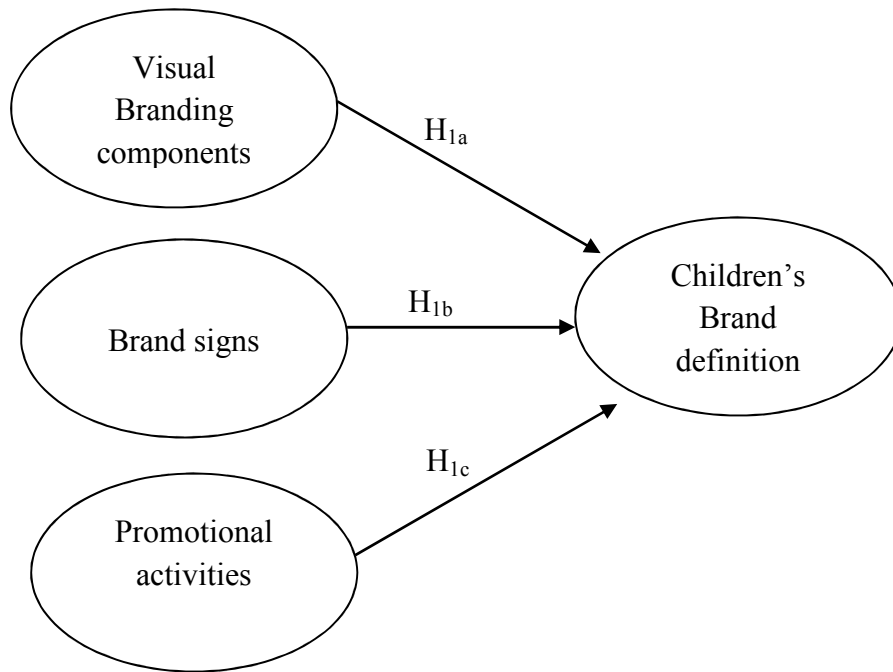 Visual
Branding
components
H1a
Children’s
Brand
definition
H1b
Brand signs
H1c
Promotional
activities